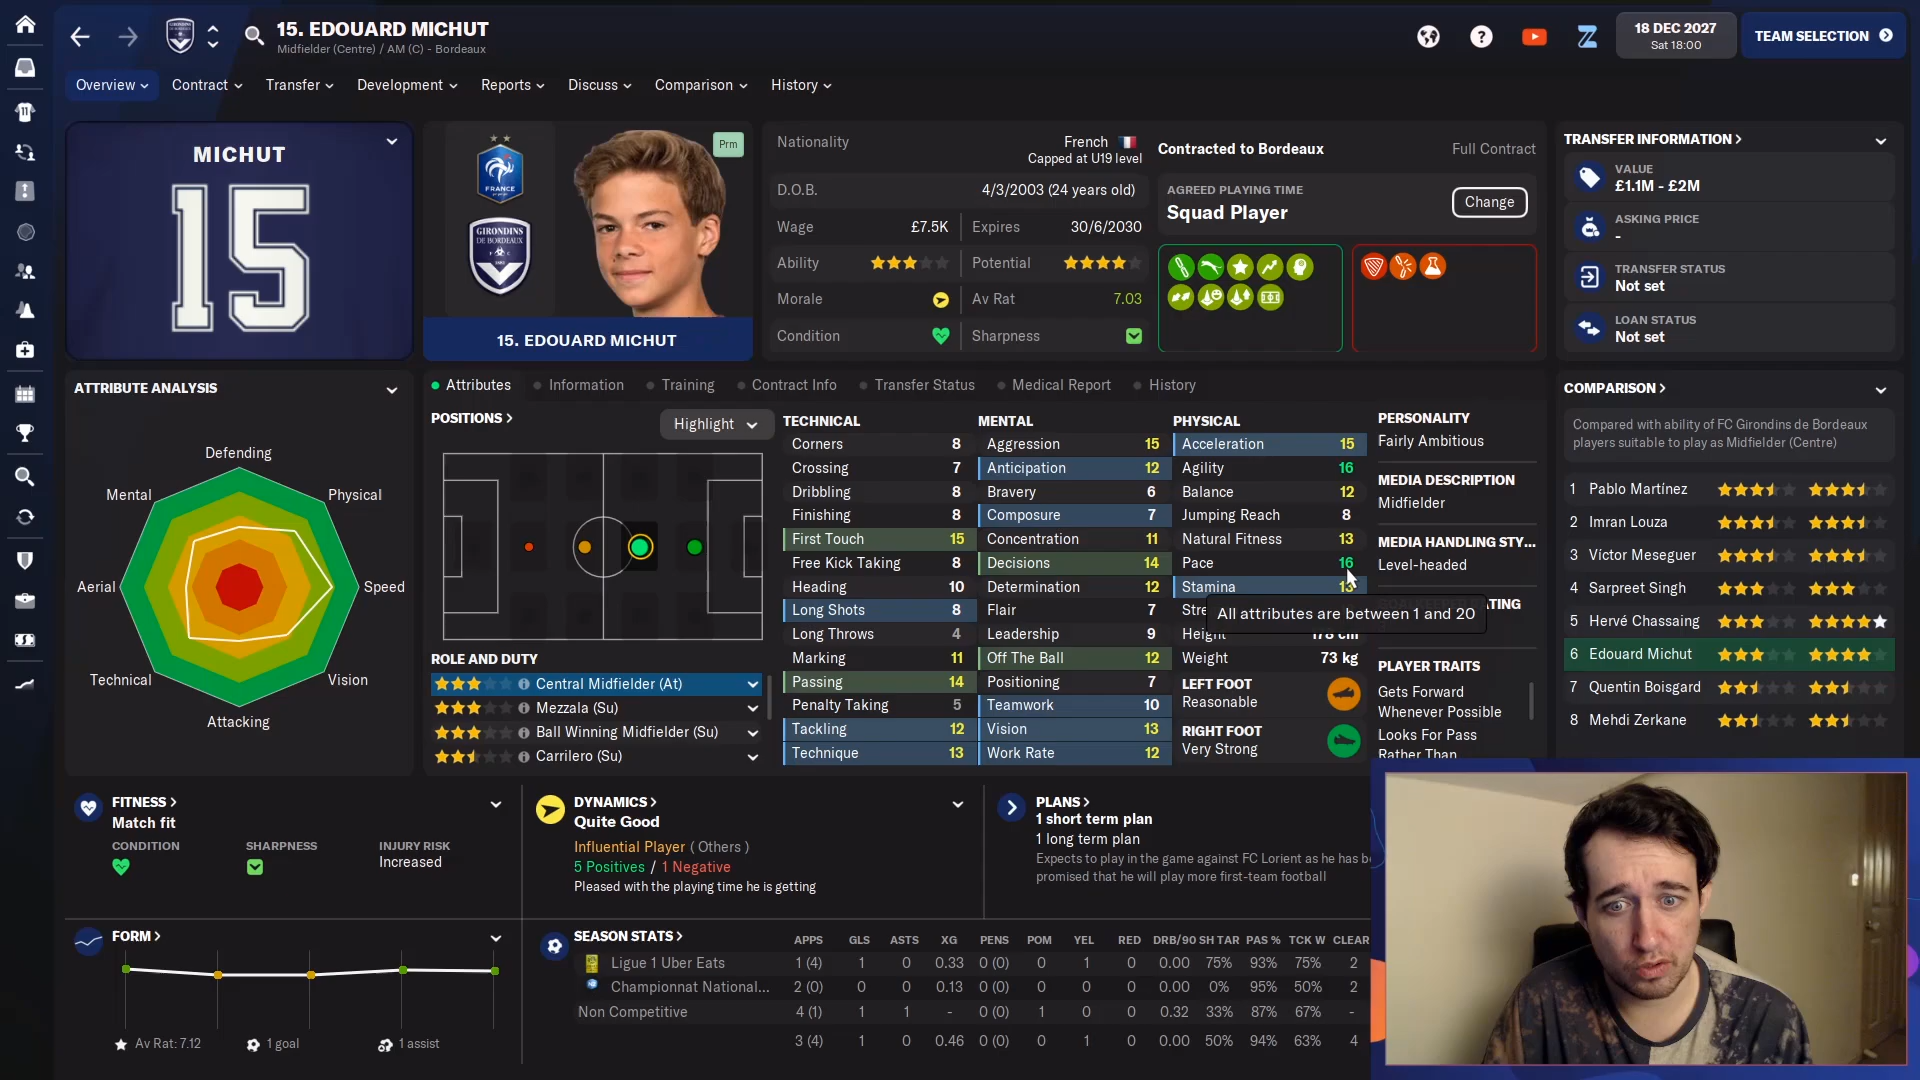 15. EDOUARD MICHUT
Midfielder (Centre) / AM (C) - Bordeaux
18 DEC 2027
Sat 18:00
TEAM SELECTION
Overview
Contract
Transfer
Development
Reports
Discuss
Comparison
History
MICHUT
15
FRANCE
GIRONDINS
DE BORDEAUX
Prm
15. EDOUARD MICHUT
Nationality French
Capped at U19 level
D.O.B. 4/3/2003 (24 years old)
Wage £7.5K Expires 30/6/2030
Ability Potential
Morale Av Rat 7.03
Condition Sharpness
Contracted to Bordeaux Full Contract
AGREED PLAYING TIME
Squad Player
Change
TRANSFER INFORMATION >
VALUE
£1.1M - £2M
ASKING PRICE
-
TRANSFER STATUS
Not set
LOAN STATUS
Not set
ATTRIBUTE ANALYSIS
Defending
Mental Physical
Aerial Speed
Technical Vision
Attacking
Attributes Information Training Contract Info Transfer Status Medical Report History
POSITIONS >
Highlight
ROLE AND DUTY
Central Midfielder (At)
Mezzala (Su)
Ball Winning Midfielder (Su)
Carrilero (Su)
TECHNICAL
Corners 8
Crossing 7
Dribbling 8
Finishing 8
First Touch 15
Free Kick Taking 8
Heading 10
Long Shots 8
Long Throws 4
Marking 11
Passing 14
Penalty Taking 5
Tackling 12
Technique 13
MENTAL
Aggression 15
Anticipation 12
Bravery 6
Composure 7
Concentration 11
Decisions 14
Determination 12
Flair 7
Leadership 9
Off The Ball 12
Positioning 7
Teamwork 10
Vision 13
Work Rate 12
PHYSICAL
Acceleration 15
Agility 16
Balance 12
Jumping Reach 8
Natural Fitness 13
Pace 16
Stamina 13
All attributes are between 1 and 20
Height 178 cm
Weight 73 kg
LEFT FOOT
Reasonable
RIGHT FOOT
Very Strong
PERSONALITY
Fairly Ambitious
MEDIA DESCRIPTION
Midfielder
MEDIA HANDLING STY...
Level-headed
PLAYER TRAITS
Gets Forward
Whenever Possible
Looks For Pass
Rather Than
COMPARISON >
Compared with ability of FC Girondins de Bordeaux
players suitable to play as Midfielder (Centre)
1 Pablo Martínez
2 Imran Louza
3 Víctor Meseguer
4 Sarpreet Singh
5 Hervé Chassaing
6 Edouard Michut
7 Quentin Boisgard
8 Mehdi Zerkane
FITNESS >
Match fit
CONDITION SHARPNESS INJURY RISK
Increased
DYNAMICS >
Quite Good
Influential Player ( Others )
5 Positives / 1 Negative
Pleased with the playing time he is getting
PLANS >
1 short term plan
1 long term plan
Expects to play in the game against FC Lorient as he has be
promised that he will play more first-team football
FORM >
Av Rat: 7.12 1 goal 1 assist
SEASON STATS > APPS GLS ASTS XG PENS POM YEL RED DRB/90 SH TAR PAS % TCK W CLEAR
Ligue 1 Uber Eats 1 (4) 1 0 0.33 0 (0) 0 1 0 0.00 75% 93% 75% 2
Championnat National... 2 (0) 0 0 0.13 0 (0) 0 0 0 0.00 0% 95% 50% 2
Non Competitive 4 (1) 1 1 - 0 (0) 1 0 0 0.32 33% 87% 67% -
3 (4) 1 0 0.46 0 (0) 0 1 0 0.00 50% 94% 63% 4